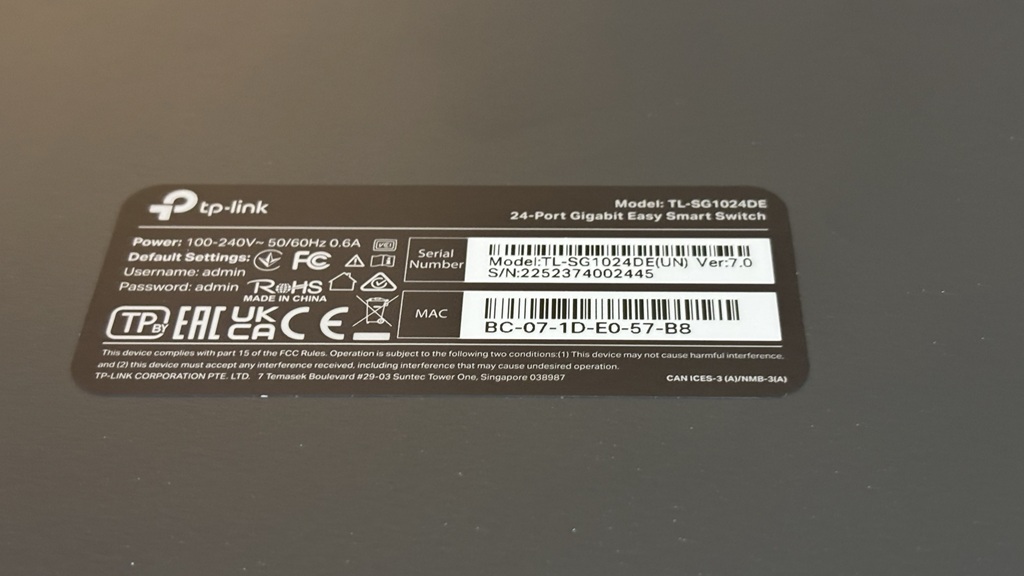 tp-link
Model: TL-SG1024DE
24-Port Gigabit Easy Smart Switch
Power: 100-240V~ 50/60Hz 0.6A
Default Settings:
Username: admin
Password: admin
RoHS
MADE IN CHINA
FC
TP BY
EAC
UK
CA
CE
Serial
Number
Model:TL-SG1024DE(UN) Ver:7.0
S/N:2252374002445
MAC
BC-07-1D-E0-57-B8
This device complies with part 15 of the FCC Rules. Operation is subject to the following two conditions:(1) This device may not cause harmful interference.
and (2) this device must accept any interference received, including interference that may cause undesired operation.
TP-LINK CORPORATION PTE. LTD. 7 Temasek Boulevard #29-03 Suntec Tower One, Singapore 038987
CAN ICES-3 (A)/NMB-3(A)